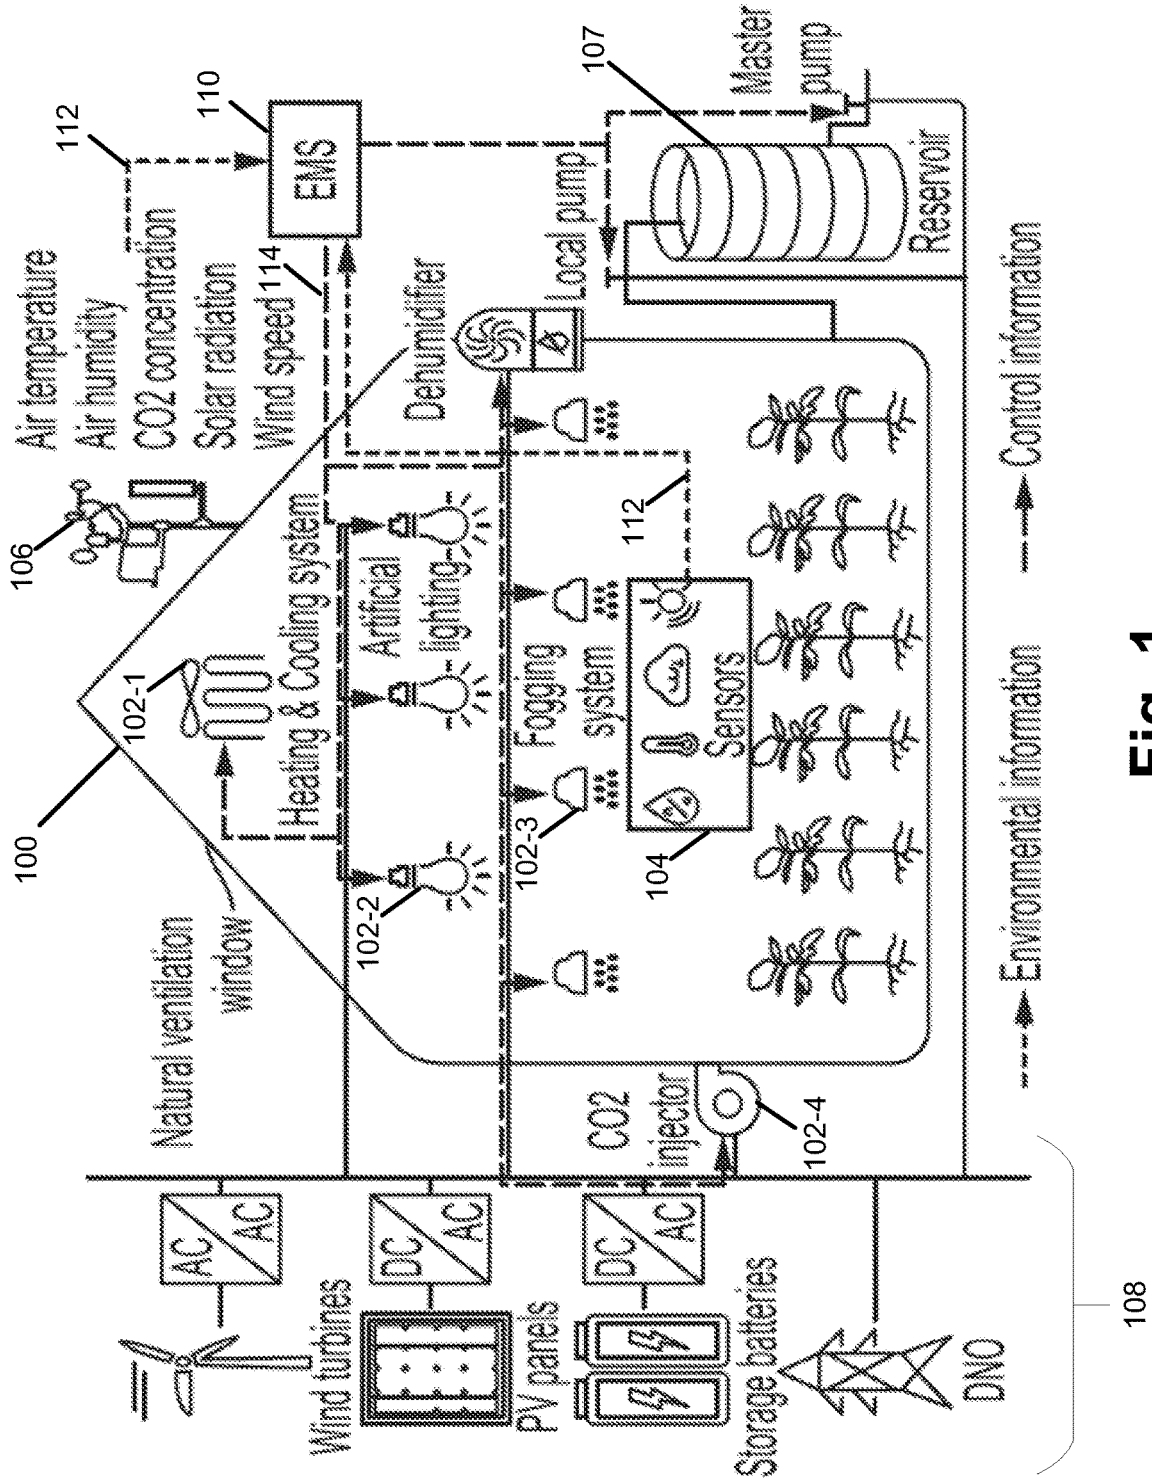 108
Wind turbines
PV panels
Storage batteries
DNO
AC
AC
DC
AC
DC
AC
Natural ventilation
window
CO2
injector
102-4
100
102-1
Heating & Cooling system
102-2
Artificial
lighting
102-3
Fogging
system
104
Sensors
112
106
Air temperature
Air humidity
CO2 concentration
Solar radiation
Wind speed
112
110
EMS
114
Dehumidifier
Local pump
107
Master
pump
Reservoir
Environmental information
Control information
Fig. 1